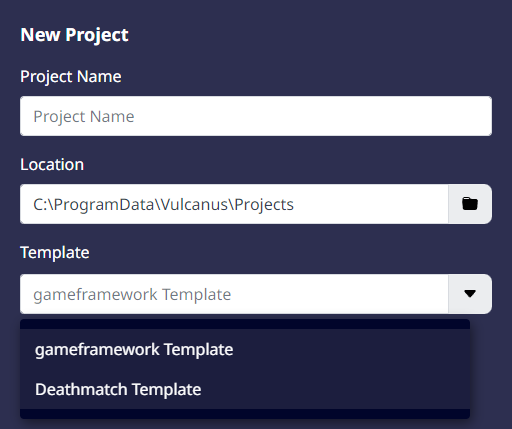 New Project
Project Name
Project Name
Location
C:\ProgramData\Vulcanus\Projects
Template
gameframework Template
gameframework Template
Deathmatch Template